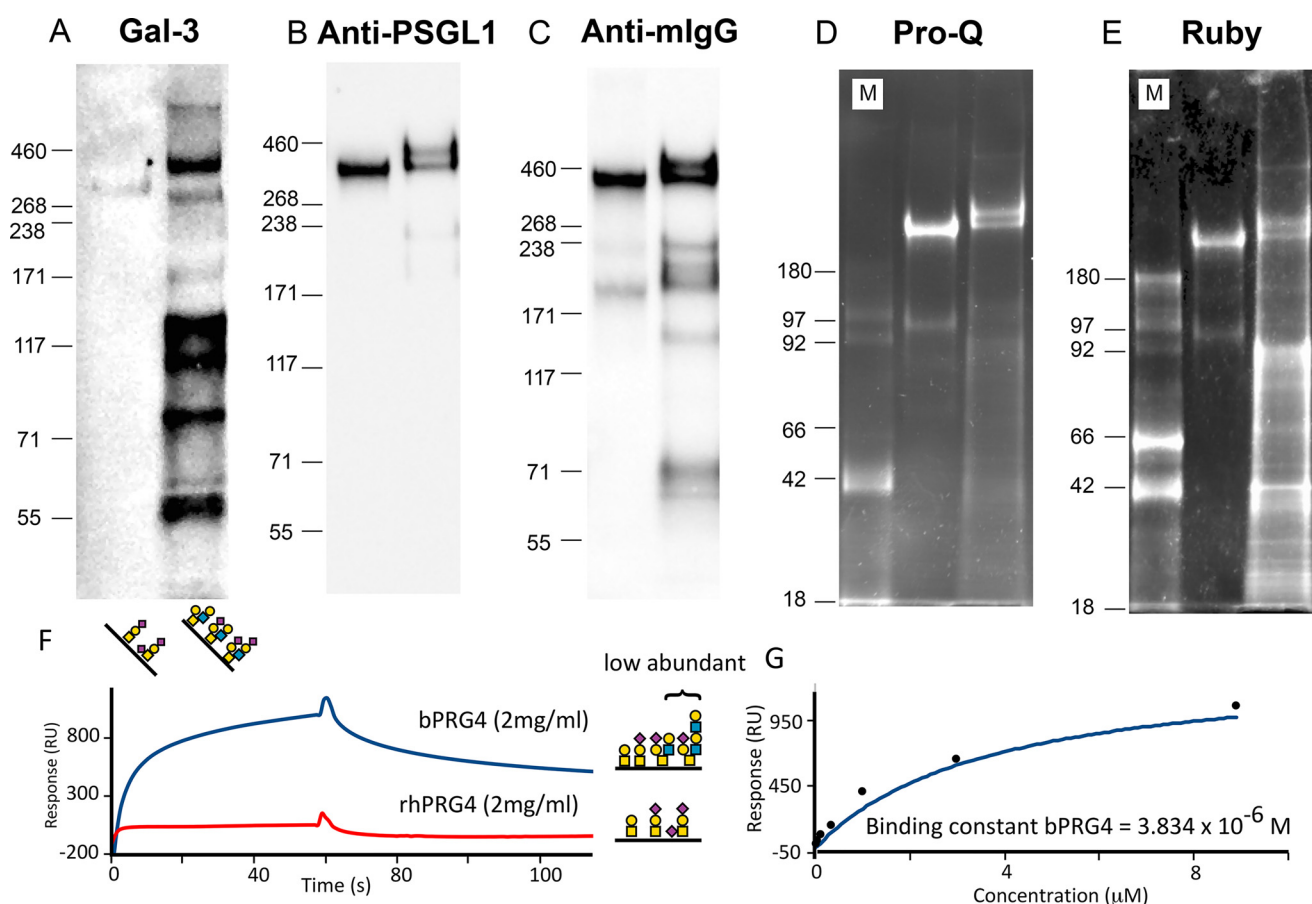 A Gal-3
460
268
238
171
117
71
55
B Anti-PSGL1
460
268
238
171
117
71
55
C Anti-mIgG
460
268
238
171
117
71
55
D Pro-Q
M
180
97
92
66
42
18
E Ruby
M
180
97
92
66
42
18
F
Response (RU)
800
300
-200
bPRG4 (2mg/ml)
rhPRG4 (2mg/ml)
0
40
80
100
Time (s)
low abundant
G
Response (RU)
950
450
-50
Binding constant bPRG4 = 3.834 x 10⁻⁶ M
0
4
8
Concentration (µM)